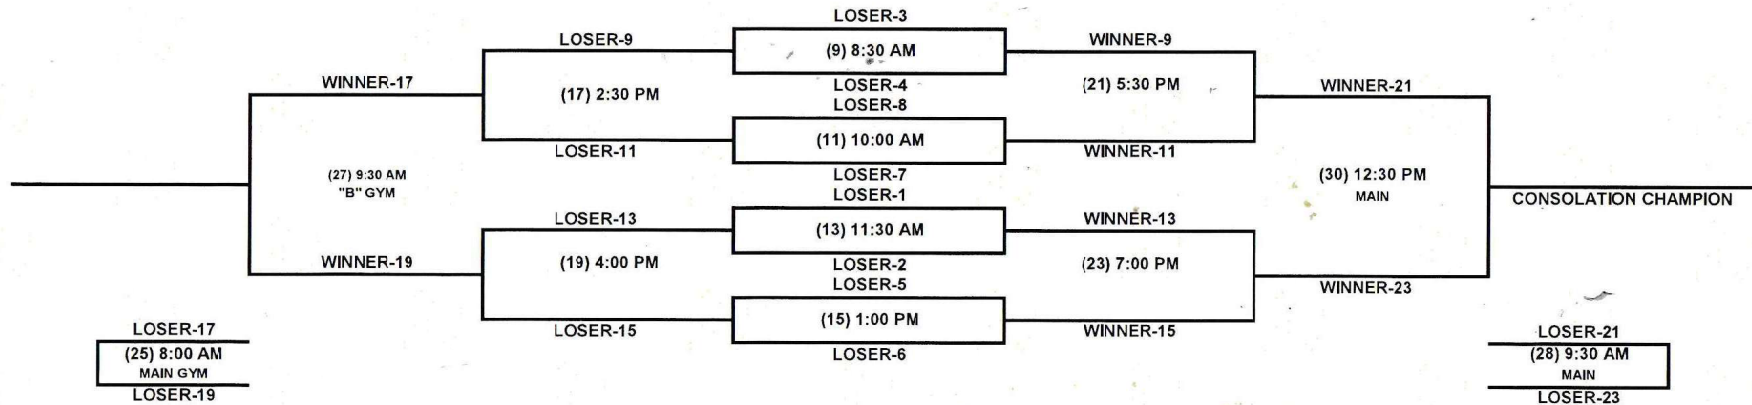 LOSER-3
LOSER-9
(9) 8:30 AM
WINNER-9
WINNER-17
(17) 2:30 PM
LOSER-4
(21) 5:30 PM
WINNER-21
LOSER-8
(11) 10:00 AM
LOSER-11
WINNER-11
LOSER-7
(27) 9:30 AM
"B" GYM
(30) 12:30 PM
MAIN
LOSER-1
CONSOLATION CHAMPION
LOSER-13
(13) 11:30 AM
WINNER-13
WINNER-19
(19) 4:00 PM
LOSER-2
(23) 7:00 PM
LOSER-5
WINNER-23
(15) 1:00 PM
LOSER-15
WINNER-15
LOSER-6
LOSER-17
(25) 8:00 AM
MAIN GYM
LOSER-19
LOSER-21
(28) 9:30 AM
MAIN
LOSER-23